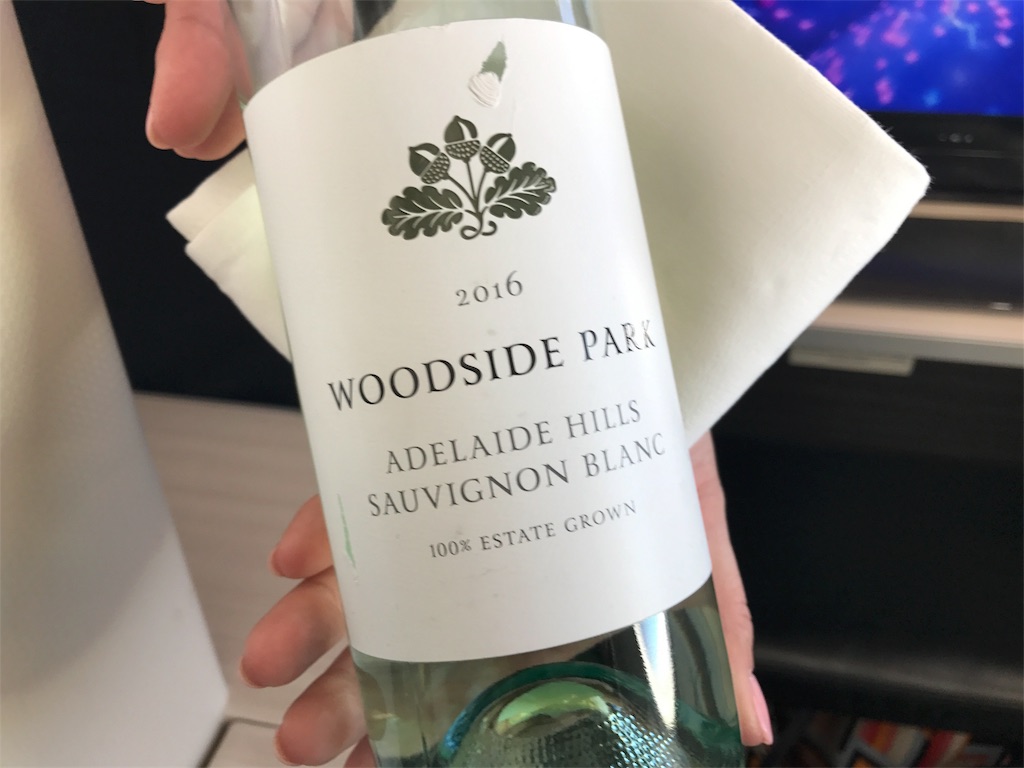 2016
WOODSIDE PARK
ADELAIDE HILLS
SAUVIGNON BLANC
100% ESTATE GROWN